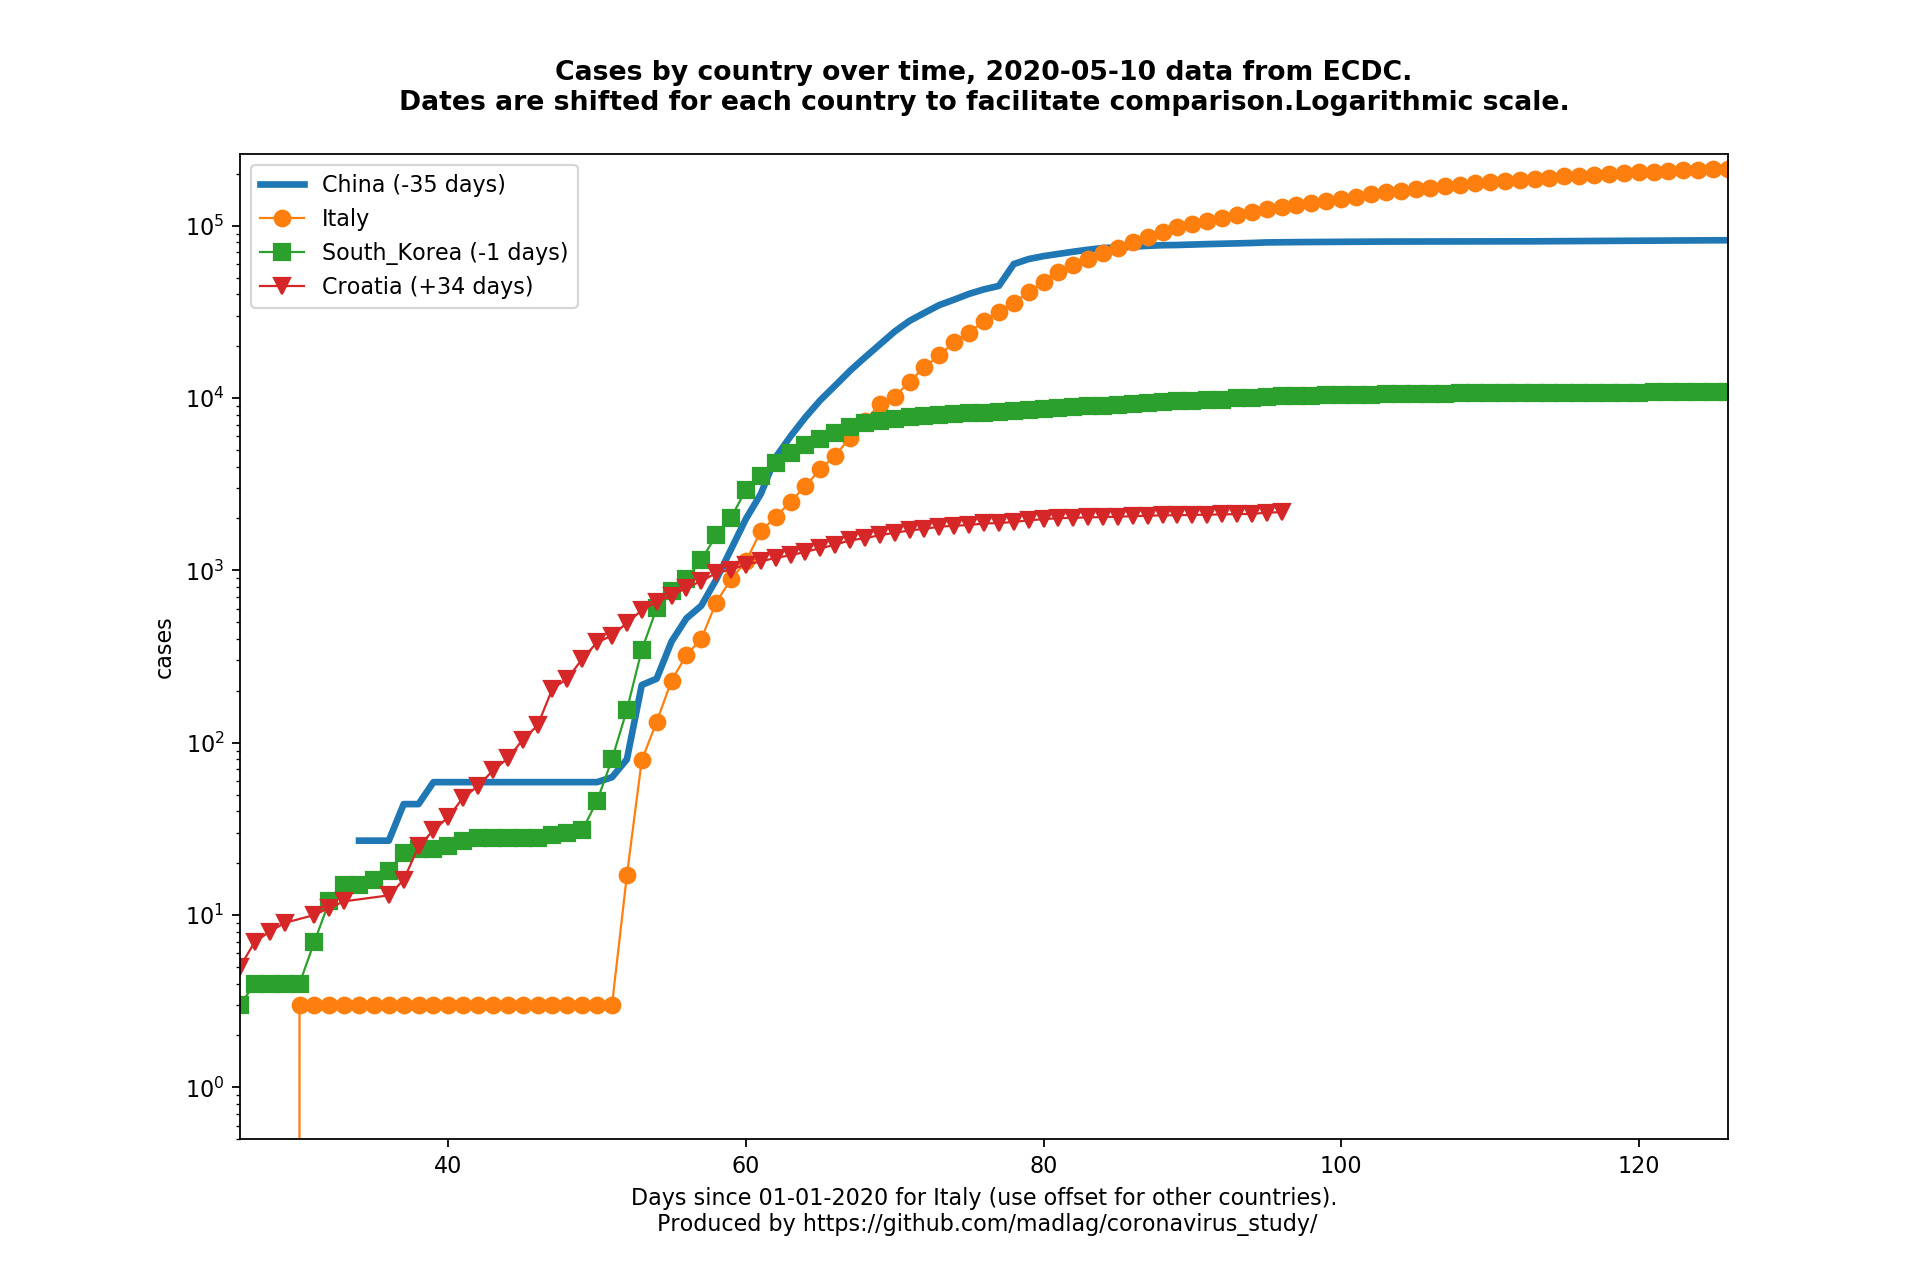 Cases by country over time, 2020-05-10 data from ECDC.
Dates are shifted for each country to facilitate comparison.Logarithmic scale.
China (-35 days)
Italy
South_Korea (-1 days)
Croatia (+34 days)
10^5
10^4
10^3
10^2
10^1
10^0
cases
40 60 80 100 120
Days since 01-01-2020 for Italy (use offset for other countries).
Produced by https://github.com/madlag/coronavirus_study/